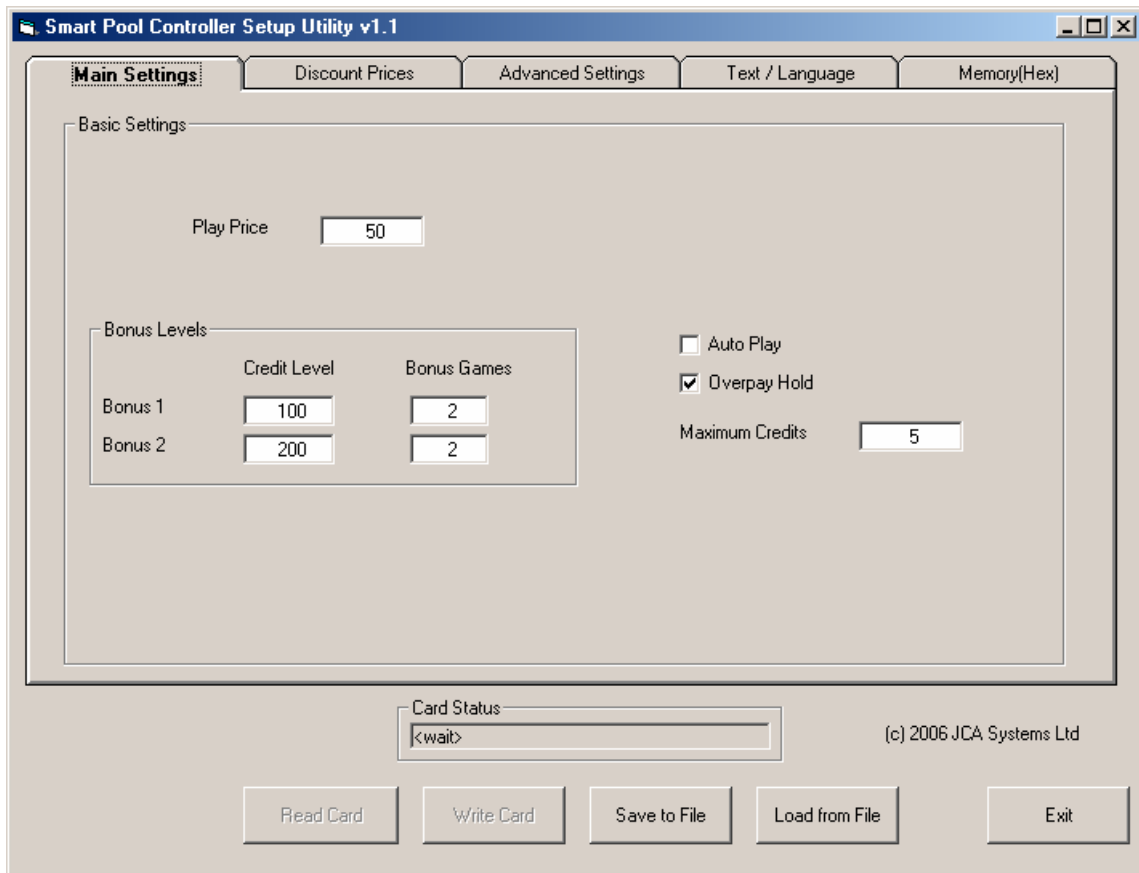 Smart Pool Controller Setup Utility v1.1
Main Settings Discount Prices Advanced Settings Text / Language Memory(Hex)
Basic Settings
Play Price 50
Bonus Levels
Credit Level Bonus Games
Bonus 1 100 2
Bonus 2 200 2
Auto Play
Overpay Hold
Maximum Credits 5
Card Status
<wait>
(c) 2006 JCA Systems Ltd
Read Card Write Card Save to File Load from File Exit